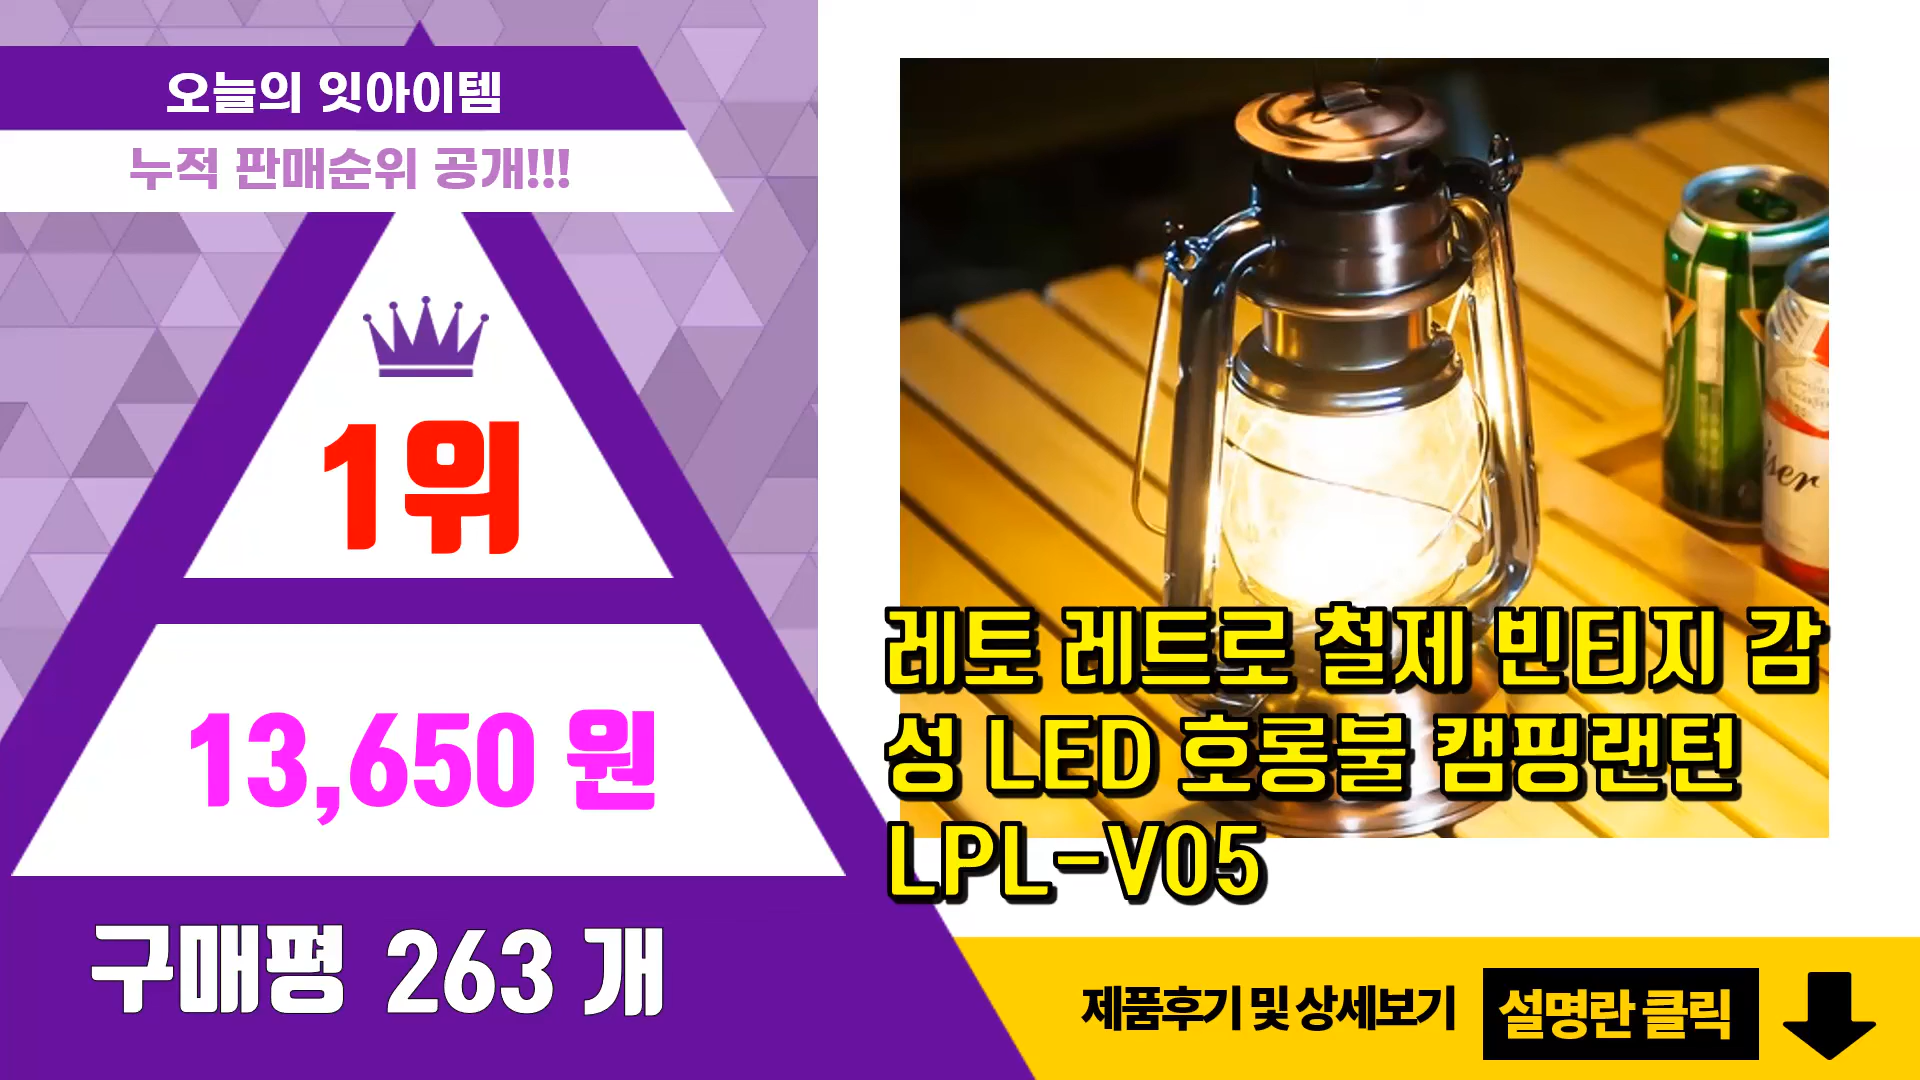 오늘의 잇아이템
누적 판매순위 공개!!!
1위
13,650 원
구매평 263 개
레토 레트로 철제 빈티지 감
성 LED 호롱불 캠핑랜턴
LPL-V05
제품후기 및 상세보기
설명란 클릭